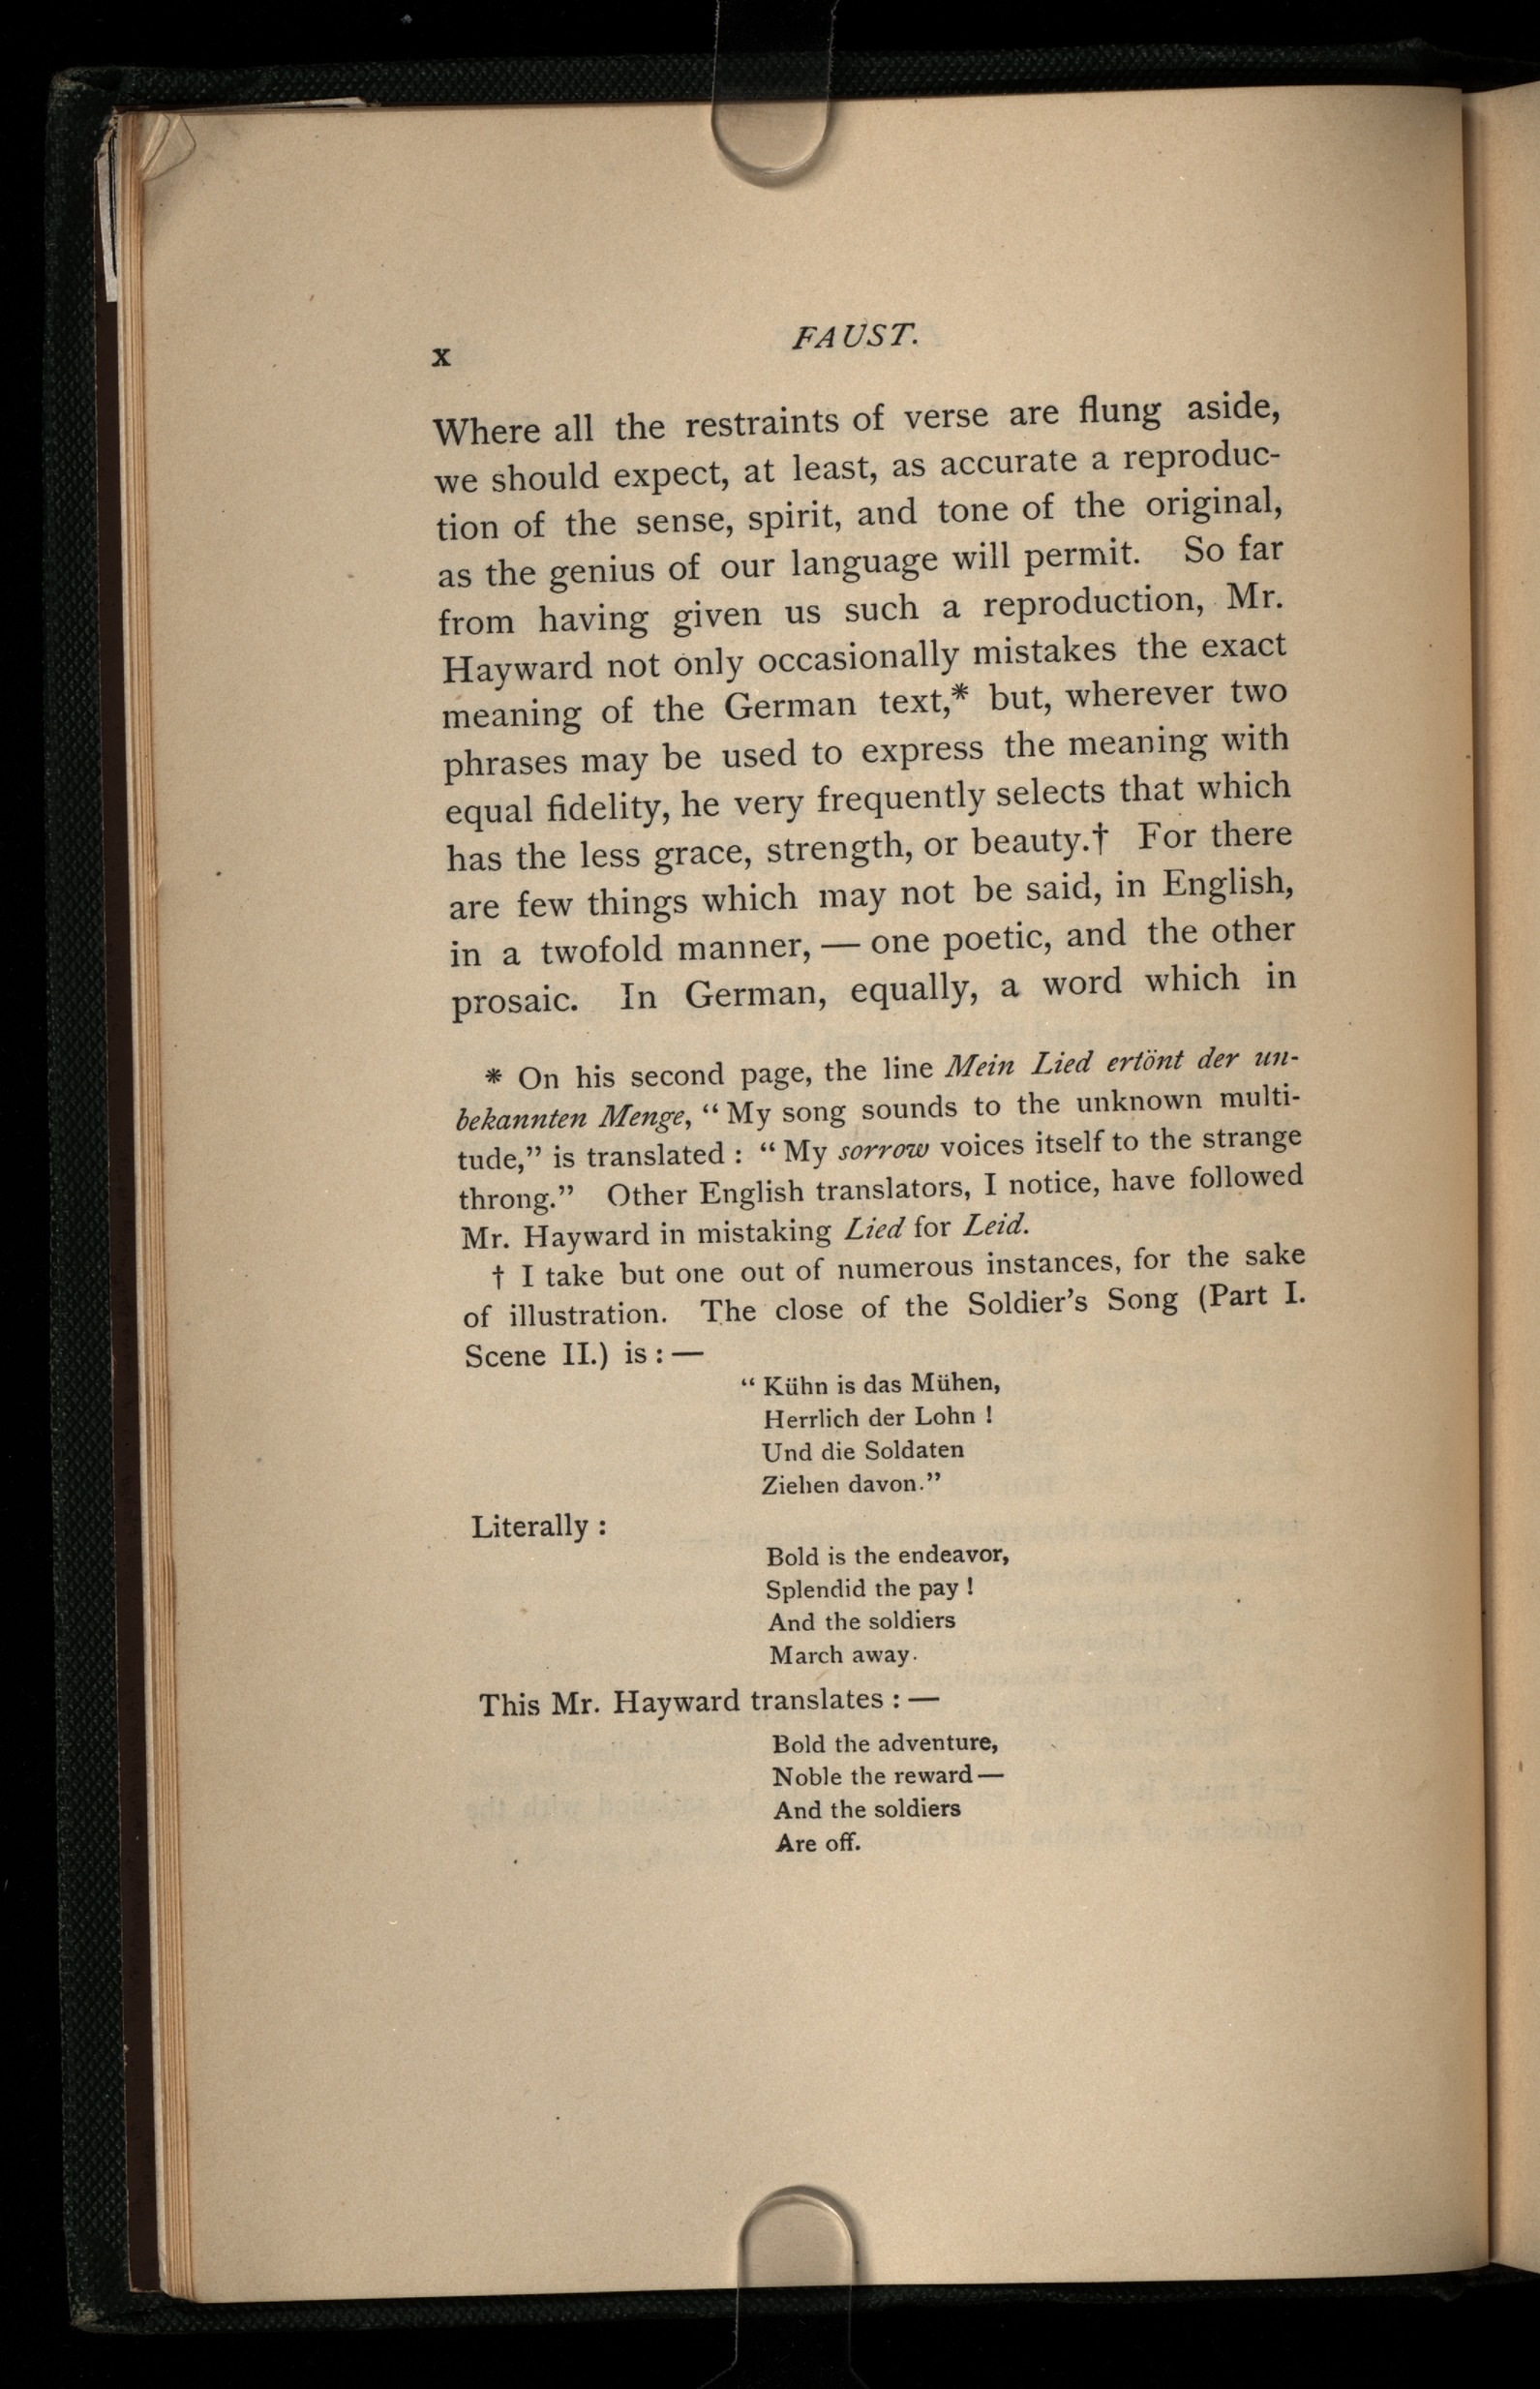 x
FAUST.
Where all the restraints of verse are flung aside,
we should expect, at least, as accurate a reproduc-
tion of the sense, spirit, and tone of the original,
as the genius of our language will permit. So far
from having given us such a reproduction, Mr.
Hayward not only occasionally mistakes the exact
meaning of the German text,* but, wherever two
phrases may be used to express the meaning with
equal fidelity, he very frequently selects that which
has the less grace, strength, or beauty.† For there
are few things which may not be said, in English,
in a twofold manner, — one poetic, and the other
prosaic. In German, equally, a word which in
* On his second page, the line Mein Lied ertönt der un-
bekannten Menge, “ My song sounds to the unknown multi-
tude,” is translated : “ My sorrow voices itself to the strange
throng.” Other English translators, I notice, have followed
Mr. Hayward in mistaking Lied for Leid.
† I take but one out of numerous instances, for the sake
of illustration. The close of the Soldier’s Song (Part I.
Scene II.) is : —
“ Kühn is das Mühen,
Herrlich der Lohn !
Und die Soldaten
Ziehen davon.”
Literally :
Bold is the endeavor,
Splendid the pay !
And the soldiers
March away.
This Mr. Hayward translates : —
Bold the adventure,
Noble the reward —
And the soldiers
Are off.